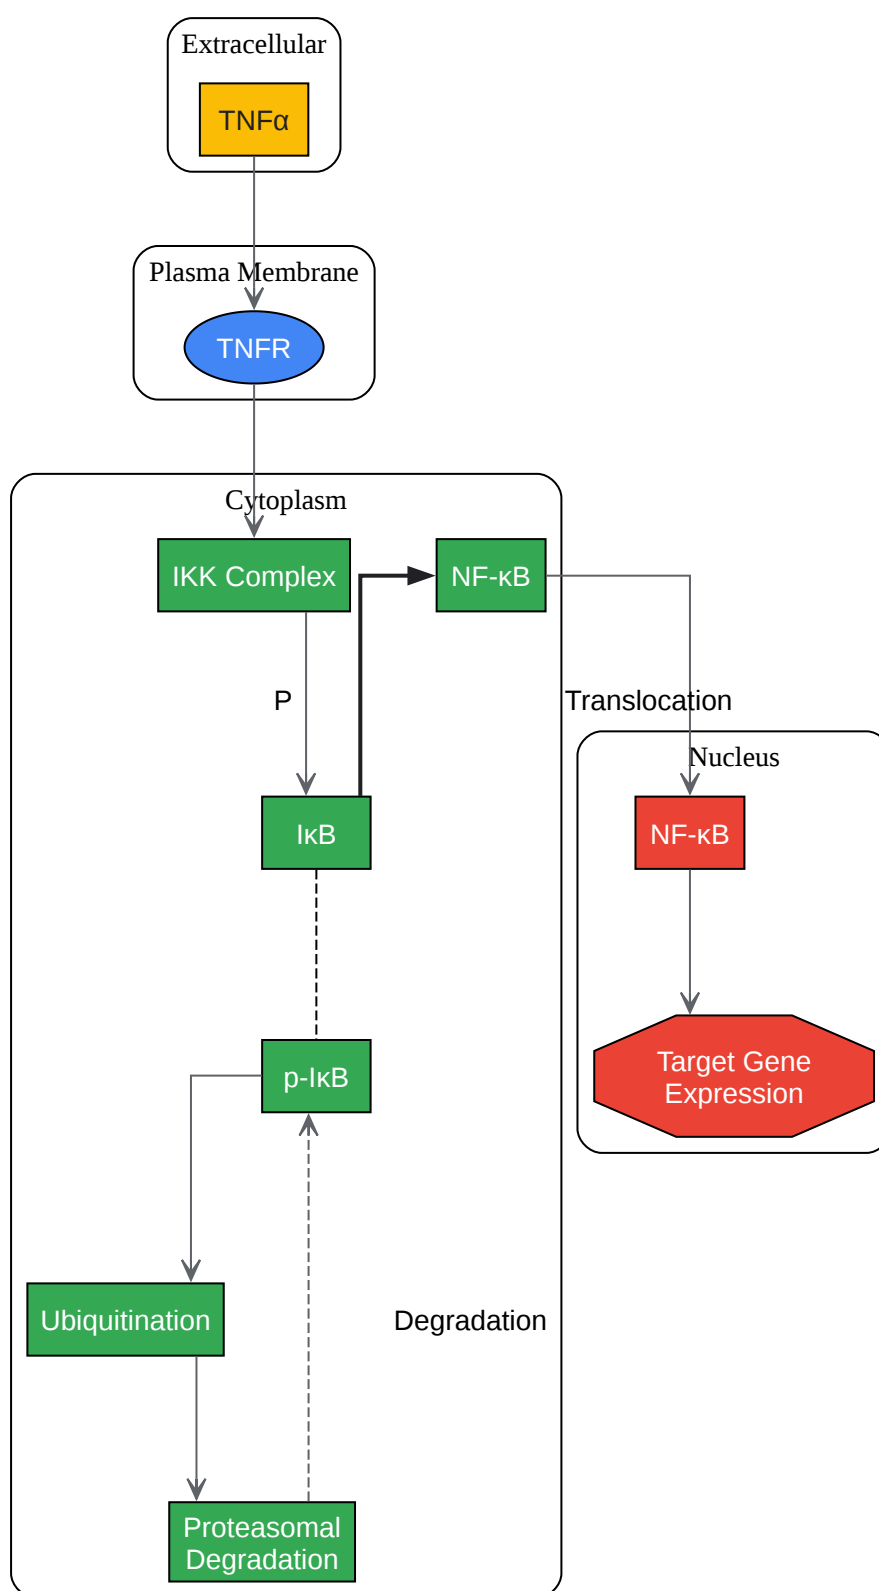 Extracellular
TNFα
Plasma Membrane
TNFR
Cytoplasm
IKK Complex
NF-κB
P
Translocation
Nucleus
IκB
NF-κB
p-IκB
Target Gene
Expression
Ubiquitination
Degradation
Proteasomal
Degradation